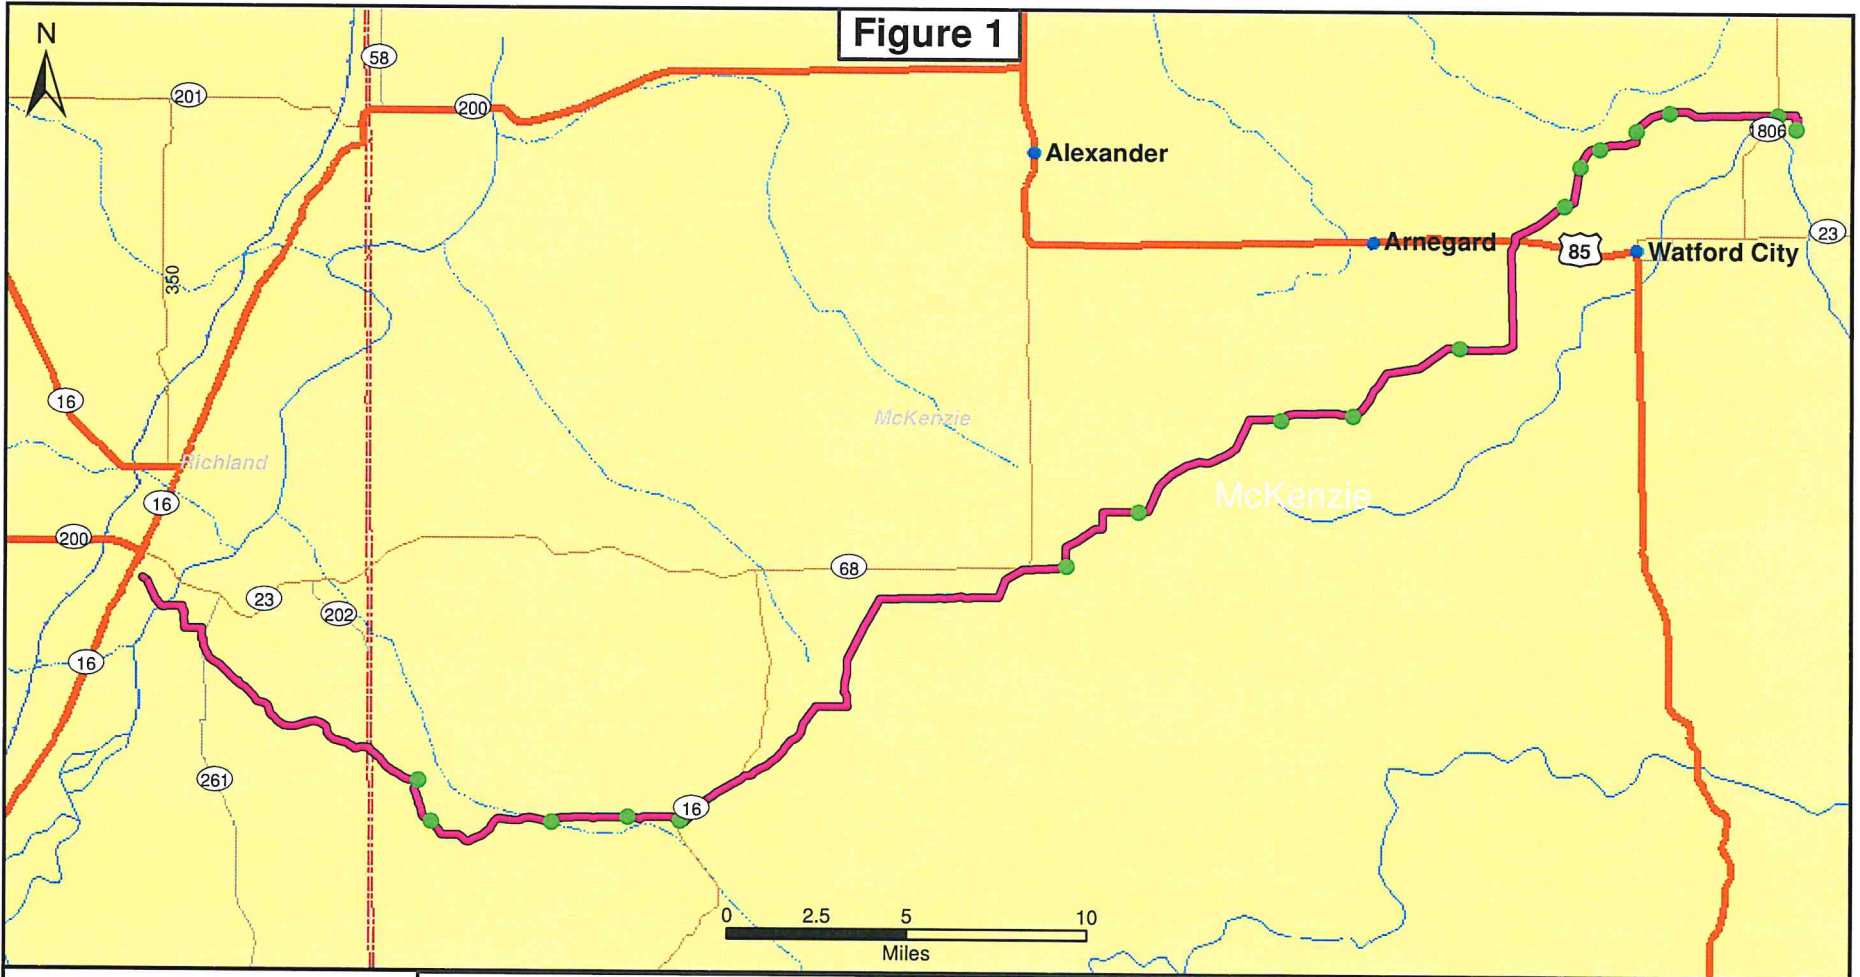 Figure 1
N
58
201
200
1806
Alexander
23
Arnegard
85
Watford City
350
16
McKenzie
Richland
McKenzie
16
200
68
23
202
16
261
16
0 2.5 5 10
Miles